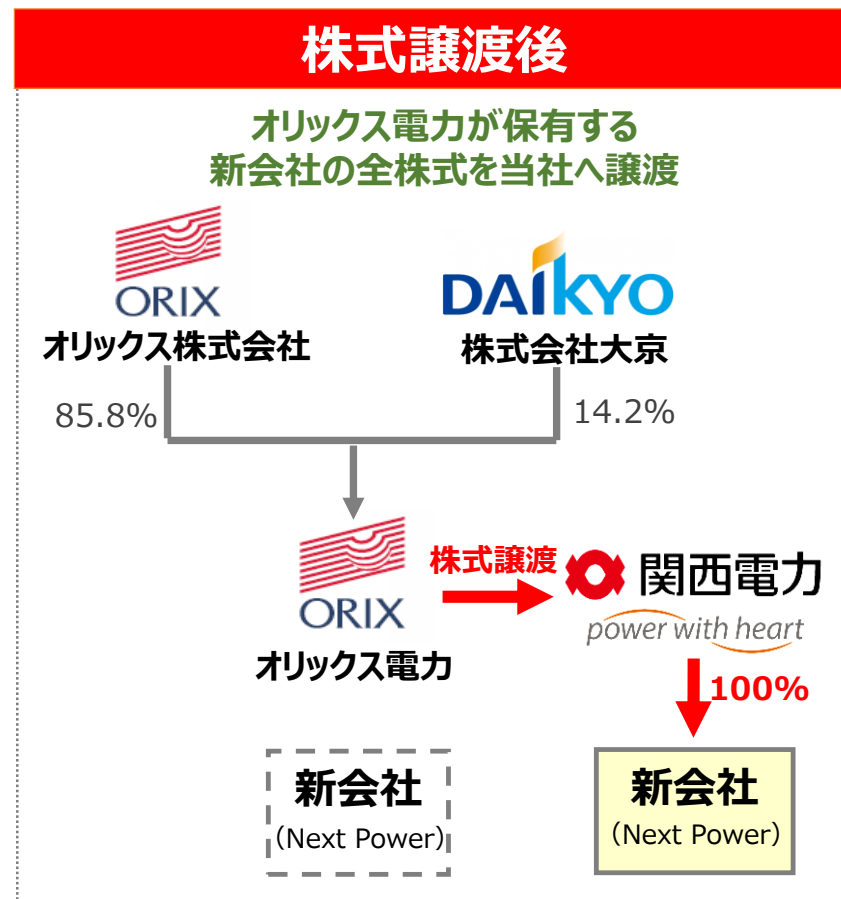 株式譲渡後
オリックス電力が保有する
新会社の全株式を当社へ譲渡
ORIX
オリックス株式会社
DAIKYO
株式会社大京
85.8%
14.2%
ORIX
オリックス電力
株式譲渡
関西電力
power with heart
100%
新会社
(Next Power)
新会社
(Next Power)